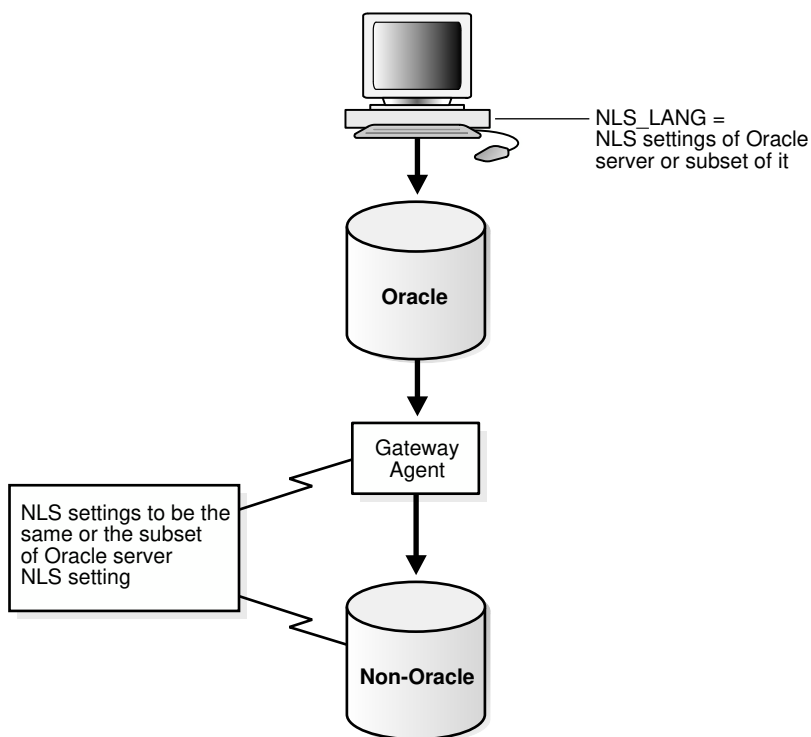 NLS_LANG =
NLS settings of Oracle
server or subset of it
Oracle
Gateway
Agent
NLS settings to be the
same or the subset
of Oracle server
NLS setting
Non-Oracle